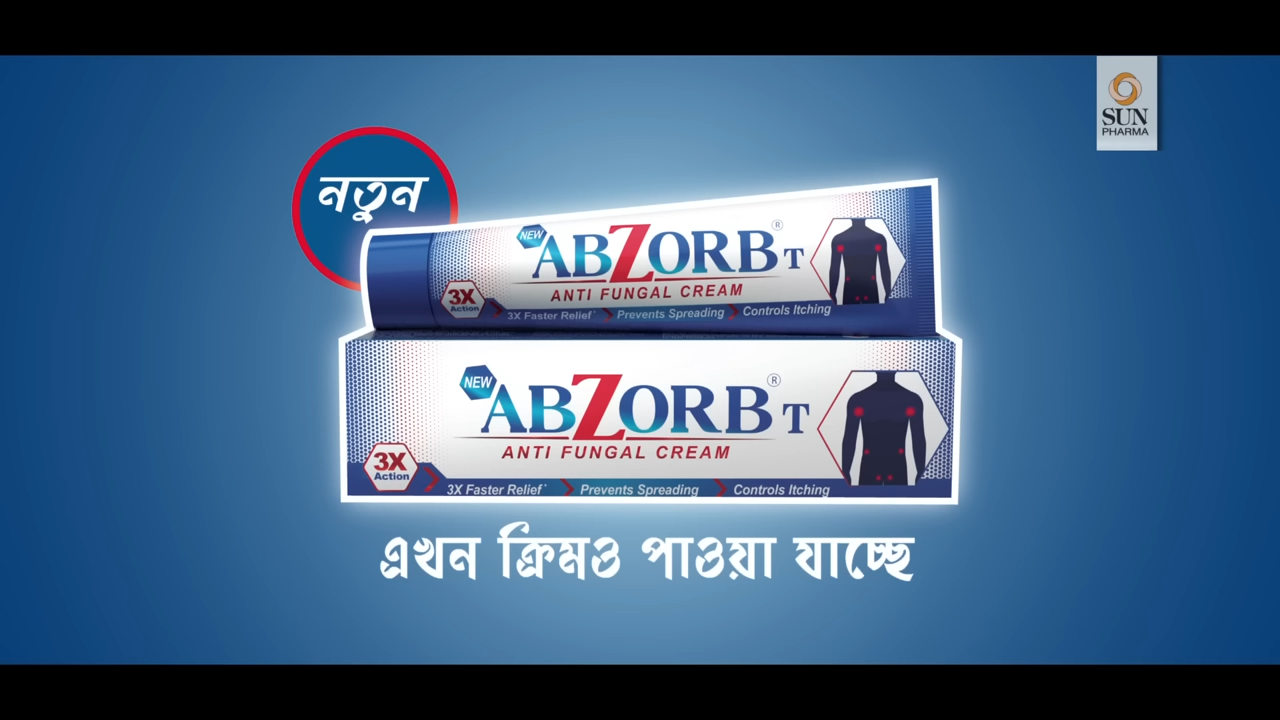 SUN
PHARMA
নতুন
NEW
ABZORB® T
ANTI FUNGAL CREAM
3X
Action
3X Faster Relief* Prevents Spreading Controls Itching
NEW
ABZORB® T
ANTI FUNGAL CREAM
3X
Action
3X Faster Relief* Prevents Spreading Controls Itching
এখন ক্রিমও পাওয়া যাচ্ছে